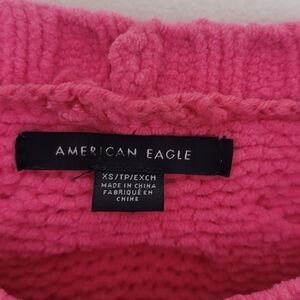 AMERICAN EAGLE
XS/TP/EXCH
MADE IN CHINA
FABRIQUÉ EN
CHINE